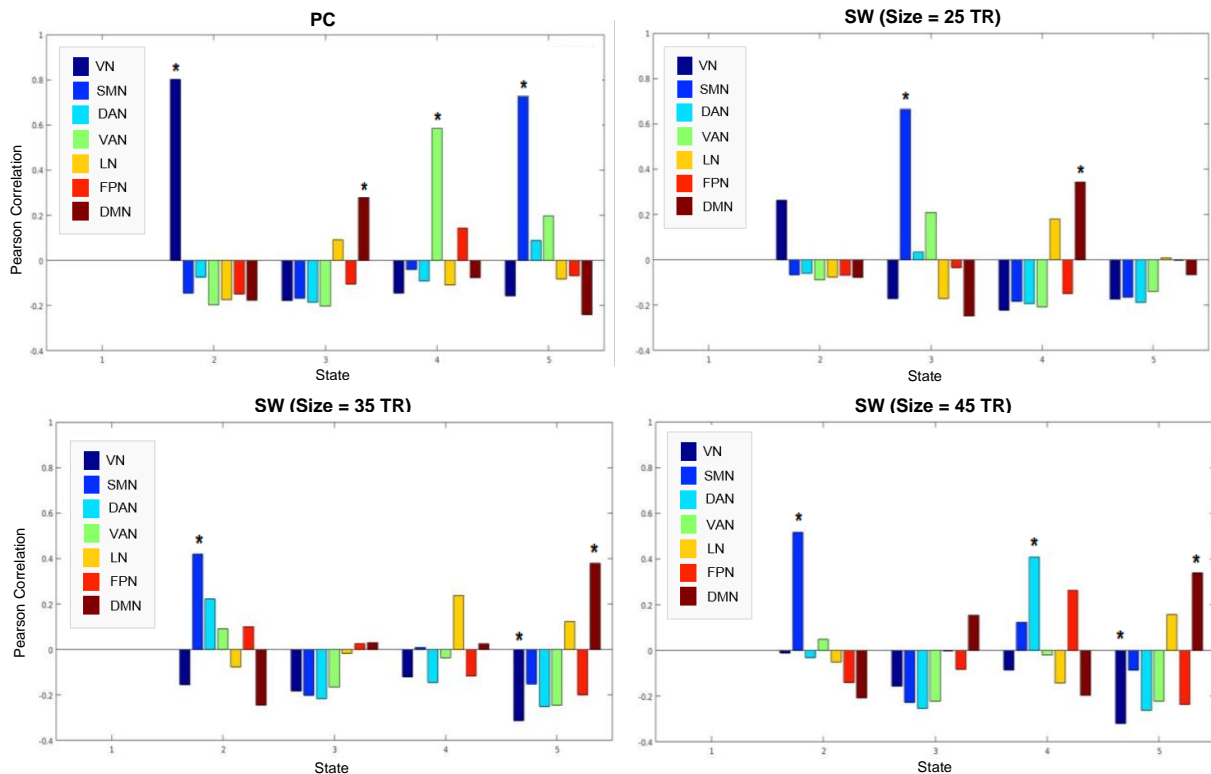 PC
1
0.8
0.6
0.4
0.2
0
-0.2
-0.4
Pearson Correlation
VN
SMN
DAN
VAN
LN
FPN
DMN
*
*
*
*
1 2 3 4 5
State
SW (Size = 25 TR)
1
0.8
0.6
0.4
0.2
0
-0.2
-0.4
VN
SMN
DAN
VAN
LN
FPN
DMN
*
*
1 2 3 4 5
State
SW (Size = 35 TR)
1
0.8
0.6
0.4
0.2
0
-0.2
-0.4
Pearson Correlation
VN
SMN
DAN
VAN
LN
FPN
DMN
*
*
*
1 2 3 4 5
State
SW (Size = 45 TR)
1
0.8
0.6
0.4
0.2
0
-0.2
-0.4
VN
SMN
DAN
VAN
LN
FPN
DMN
*
*
*
*
1 2 3 4 5
State